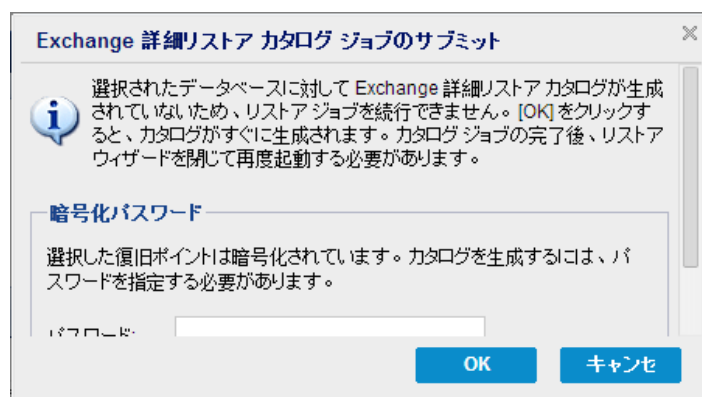 Exchange 詳細リストア カタログ ジョブのサブミット
選択されたデータベースに対して Exchange 詳細リストア カタログが生成
されていないため、リストア ジョブを続行できません。[OK] をクリックす
ると、カタログがすぐに生成されます。カタログ ジョブの完了後、リストア
ウィザードを閉じて再度起動する必要があります。
暗号化パスワード
選択した復旧ポイントは暗号化されています。カタログを生成するには、パ
スワードを指定する必要があります。
パスワード:
OK
キャンセ